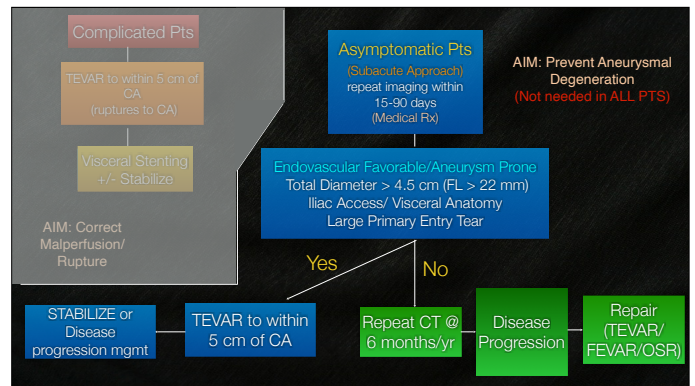 Complicated Pts
TEVAR to within 5 cm of
CA
(ruptures to CA)
Visceral Stenting
+/- Stabilize
AIM: Correct
Malperfusion/
Rupture
Asymptomatic Pts
(Subacute Approach)
repeat imaging within
15-90 days
(Medical Rx)
AIM: Prevent Aneurysmal
Degeneration
(Not needed in ALL PTS)
Endovascular Favorable/Aneurysm Prone
Total Diameter > 4.5 cm (FL > 22 mm)
Iliac Access/ Visceral Anatomy
Large Primary Entry Tear
Yes
No
STABILIZE or
Disease
progression mgmt
TEVAR to within
5 cm of CA
Repeat CT @
6 months/yr
Disease
Progression
Repair
(TEVAR/
FEVAR/OSR)